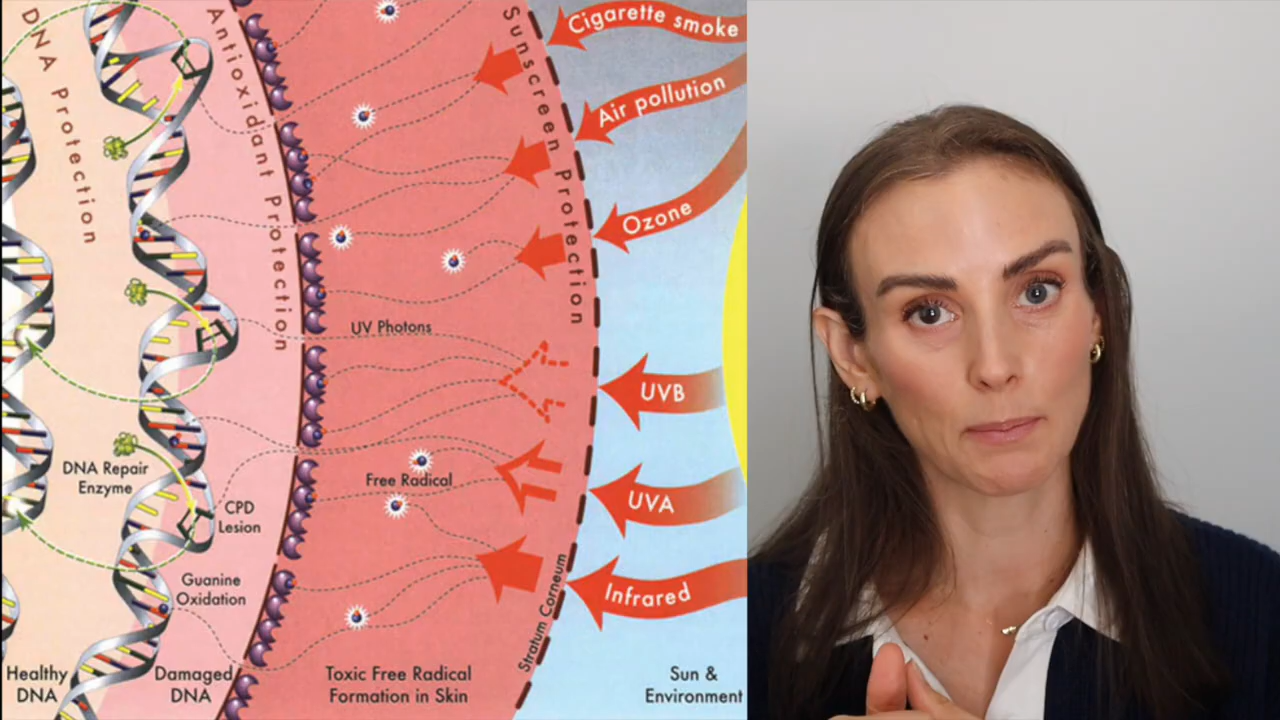 DNA Protection
Antioxidant Protection
Sunscreen Protection
Cigarette smoke
Air pollution
Ozone
UV Photons
UVB
DNA Repair
Enzyme
Free Radical
UVA
CPD
Lesion
Guanine
Oxidation
Infrared
Stratum Corneum
Healthy
DNA
Damaged
DNA
Toxic Free Radical
Formation in Skin
Sun &
Environment